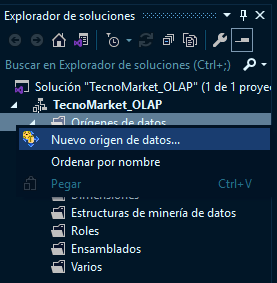 Explorador de soluciones
Buscar en Explorador de soluciones (Ctrl+;)
Solución "TecnoMarket_OLAP" (1 de 1 proye
TecnoMarket_OLAP
Orígenes de datos
Nuevo origen de datos...
Ordenar por nombre
Pegar Ctrl+V
Dimensiones
Estructuras de minería de datos
Roles
Ensamblados
Varios